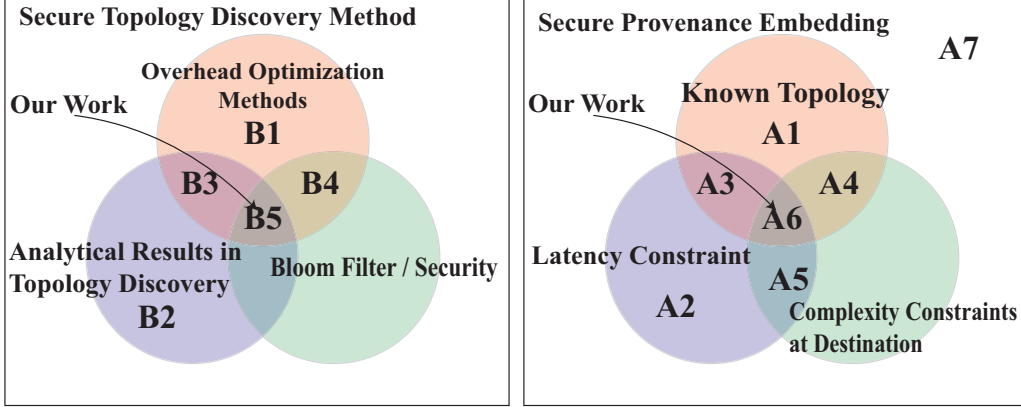 Secure Topology Discovery Method
Overhead Optimization
Methods
Our Work
B1
B3
B4
B5
Analytical Results in
Topology Discovery
Bloom Filter / Security
B2
Secure Provenance Embedding
A7
Known Topology
Our Work
A1
A3
A4
A6
Latency Constraint
A5
A2
Complexity Constraints
at Destination